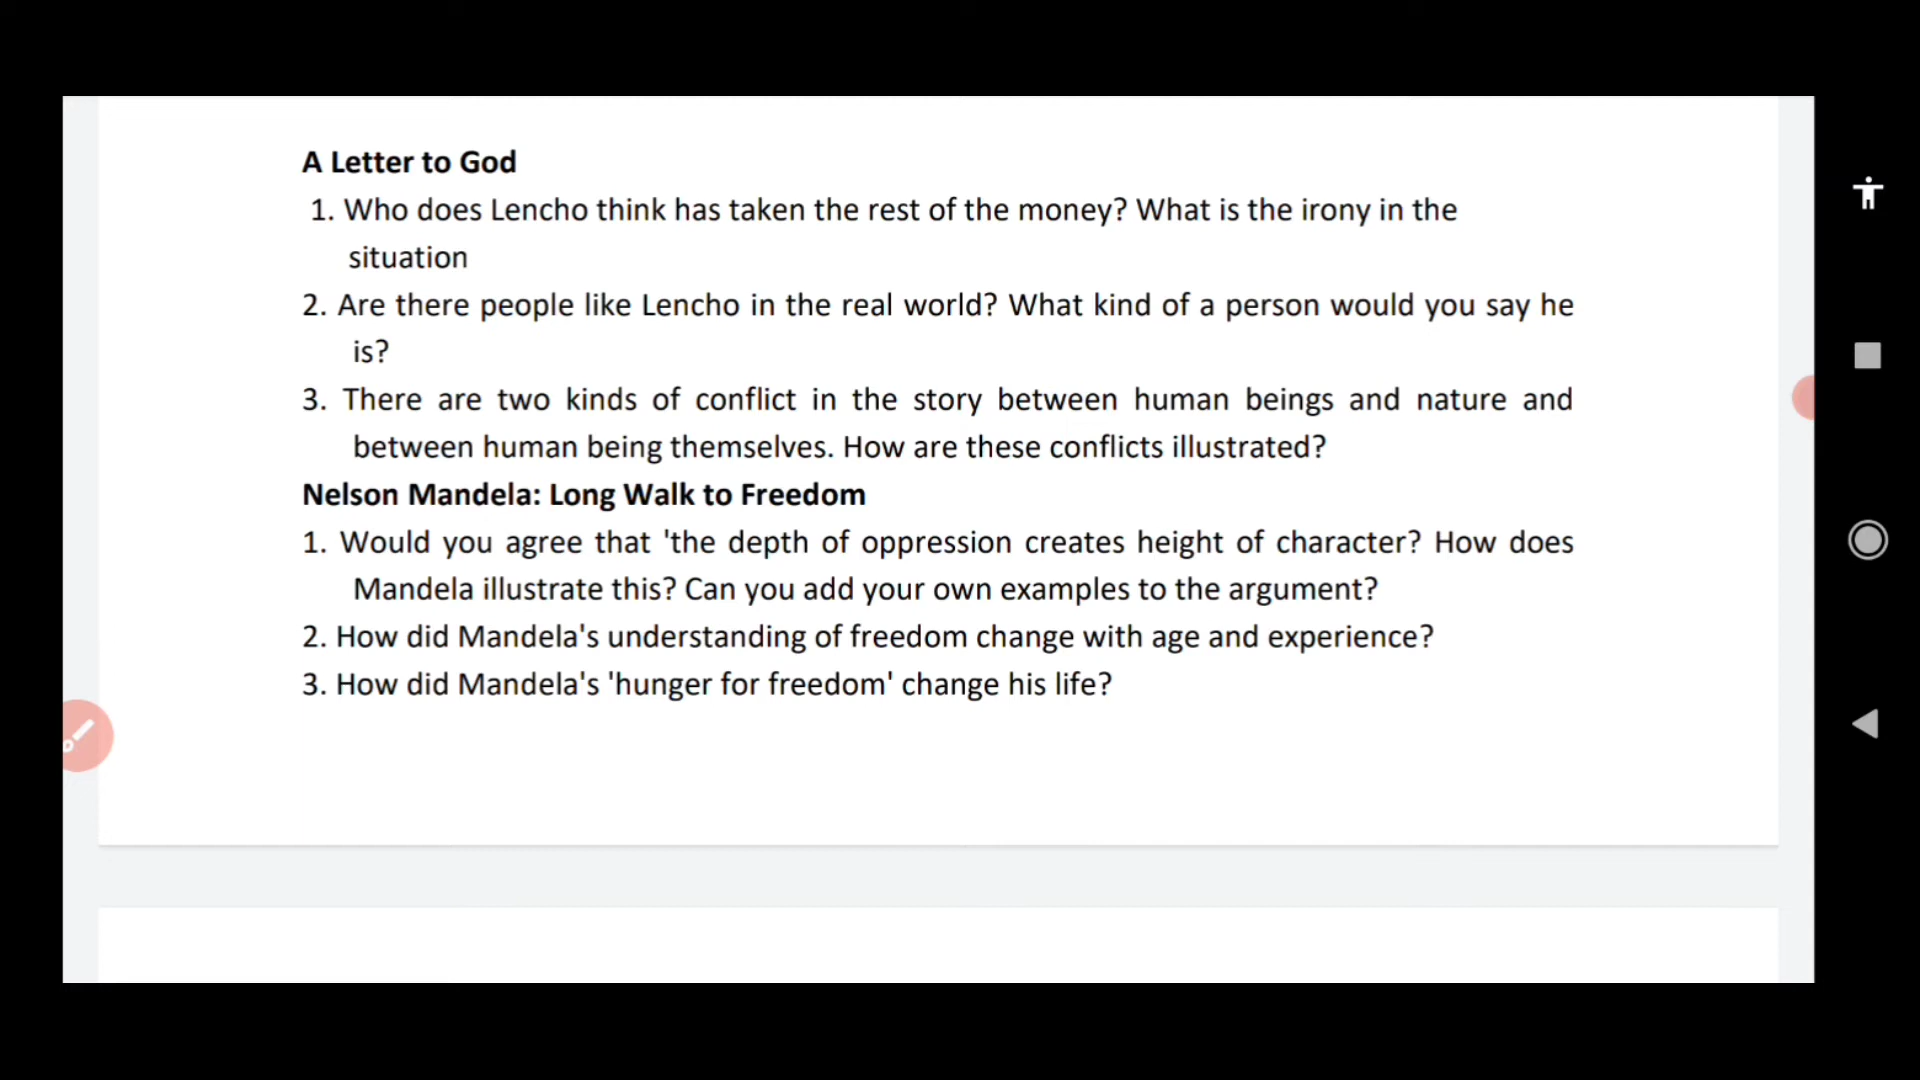 A Letter to God
1. Who does Lencho think has taken the rest of the money? What is the irony in the
situation
2. Are there people like Lencho in the real world? What kind of a person would you say he
is?
3. There are two kinds of conflict in the story between human beings and nature and
between human being themselves. How are these conflicts illustrated?
Nelson Mandela: Long Walk to Freedom
1. Would you agree that 'the depth of oppression creates height of character? How does
Mandela illustrate this? Can you add your own examples to the argument?
2. How did Mandela's understanding of freedom change with age and experience?
3. How did Mandela's 'hunger for freedom' change his life?